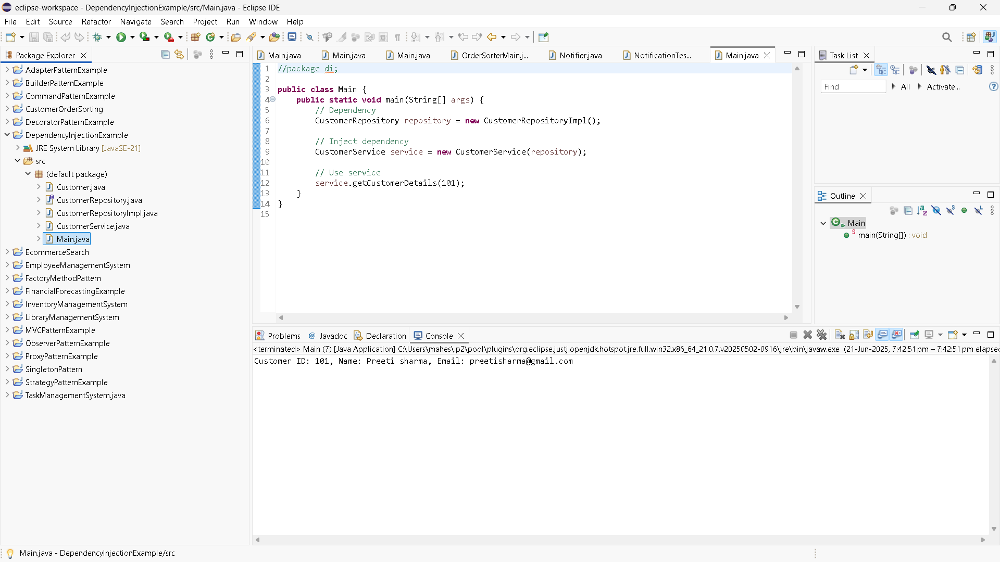 eclipse-workspace - DependencyInjectionExample/src/Main.java - Eclipse IDE
File Edit Source Refactor Navigate Search Project Run Window Help
Package Explorer
AdapterPatternExample
BuilderPatternExample
CommandPatternExample
CustomerOrderSorting
DecoratorPatternExample
DependencyInjectionExample
JRE System Library [JavaSE-21]
src
(default package)
Customer.java
CustomerRepository.java
CustomerRepositoryImpl.java
CustomerService.java
Main.java
EcommerceSearch
EmployeeManagementSystem
FactoryMethodPattern
FinancialForecastingExample
InventoryManagementSystem
LibraryManagementSystem
MVCPatternExample
ObserverPatternExample
ProxyPatternExample
SingletonPattern
StrategyPatternExample
TaskManagementSystem.java
Main.java Main.java Main.java OrderSorterMain.j... Notifier.java NotificationTes... Main.java
1 //package di;
2
3 public class Main {
4 public static void main(String[] args) {
5 // Dependency
6 CustomerRepository repository = new CustomerRepositoryImpl();
7
8 // Inject dependency
9 CustomerService service = new CustomerService(repository);
10
11 // Use service
12 service.getCustomerDetails(101);
13 }
14 }
15
Task List
Find All Activate...
Outline
Main
main(String[]) : void
Problems Javadoc Declaration Console
<terminated> Main (7) [Java Application] C:\Users\mahes\.p2\pool\plugins\org.eclipse.justj.openjdk.hotspot.jre.full.win32.x86_64_21.0.7.v20250502-0916\jre\bin\javaw.exe (21-Jun-2025, 7:42:51 pm – 7:42:51 pm elapsed
Customer ID: 101, Name: Preeti sharma, Email: preetisharma@gmail.com
Main.java - DependencyInjectionExample/src